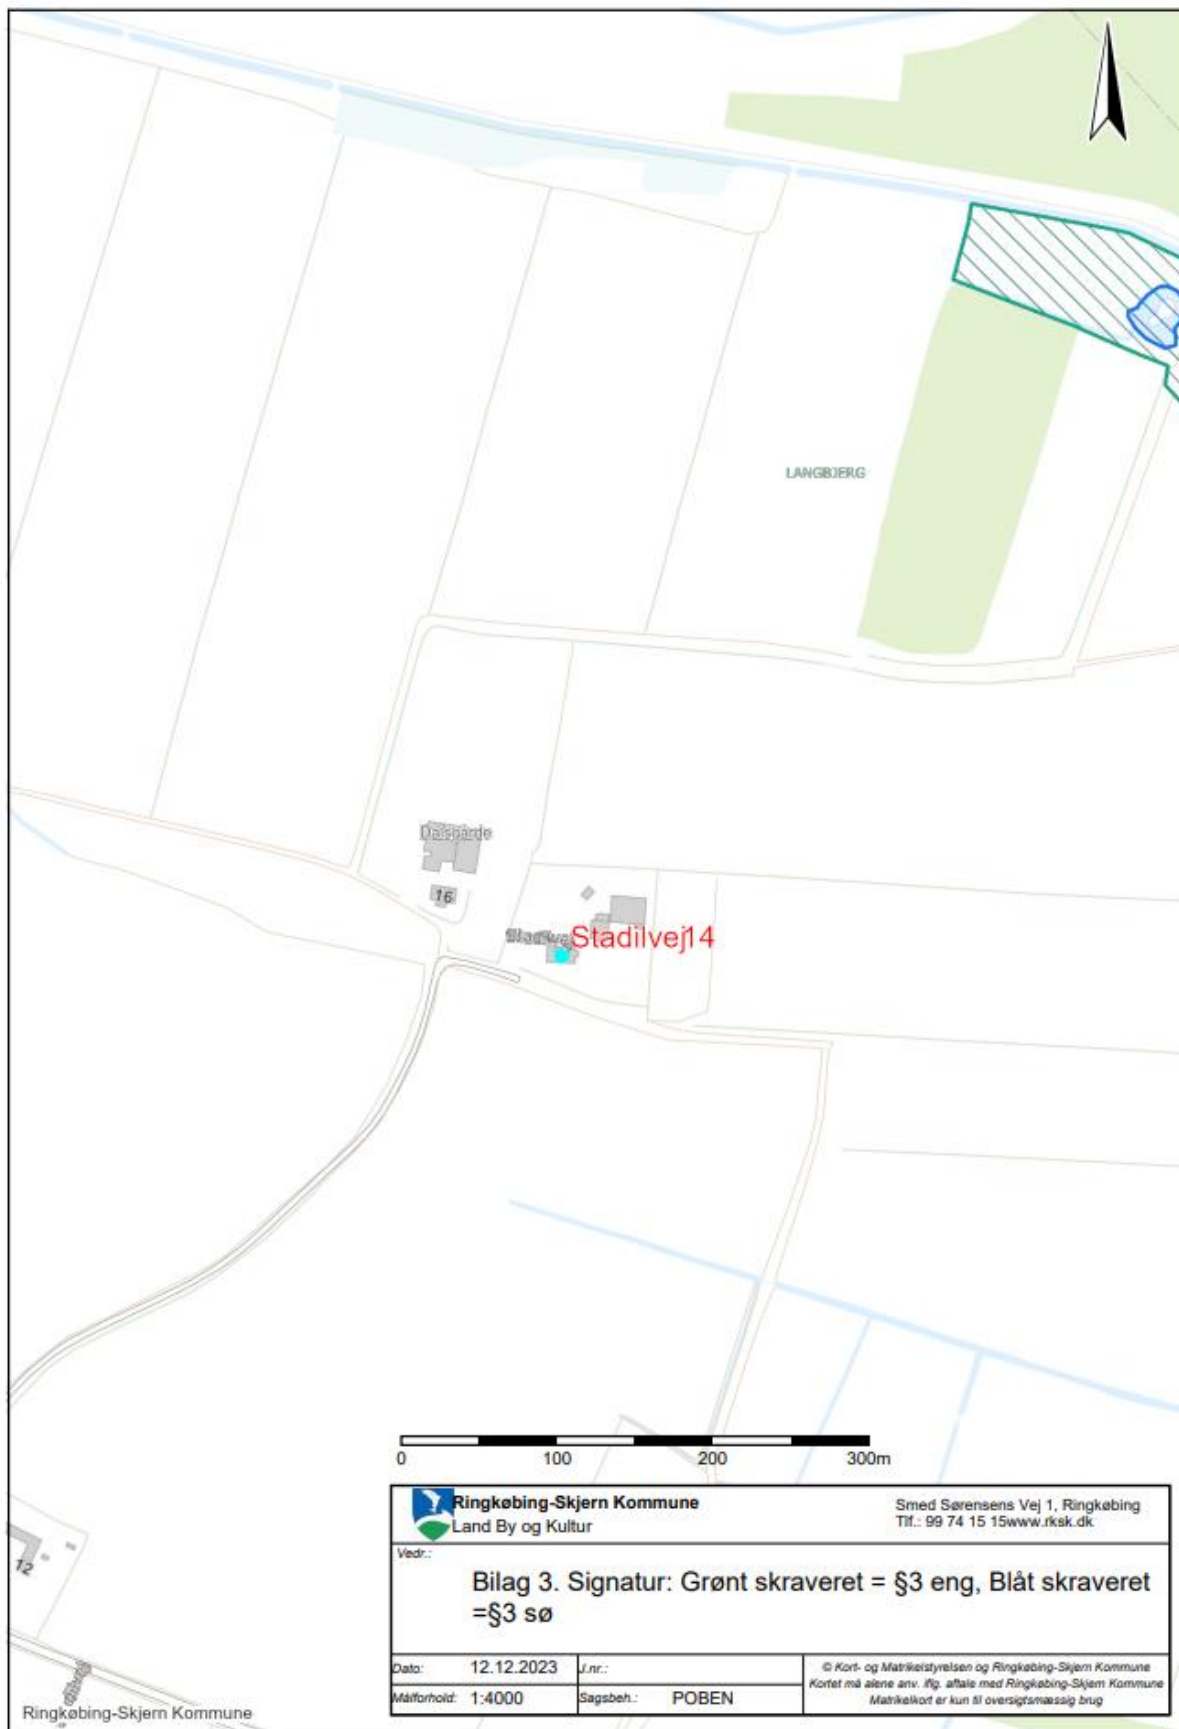 LANGBJERG
Dalsgårde
16
Stadilvej14
0 100 200 300m
Ringkøbing-Skjern Kommune
Land By og Kultur
Smed Sørensens Vej 1, Ringkøbing
Tlf.: 99 74 15 15www.rksk.dk
Vedr.:
Bilag 3. Signatur: Grønt skraveret = §3 eng, Blåt skraveret
=§3 sø
12
Dato: 12.12.2023 J.nr.:
Målforhold: 1:4000 Sagsbeh.: POBEN
© Kort- og Matrikelstyrelsen og Ringkøbing-Skjern Kommune
Kortet må alene anv. iflg. aftale med Ringkøbing-Skjern Kommune
Matrikelkort er kun til oversigtsmæssig brug
Ringkøbing-Skjern Kommune